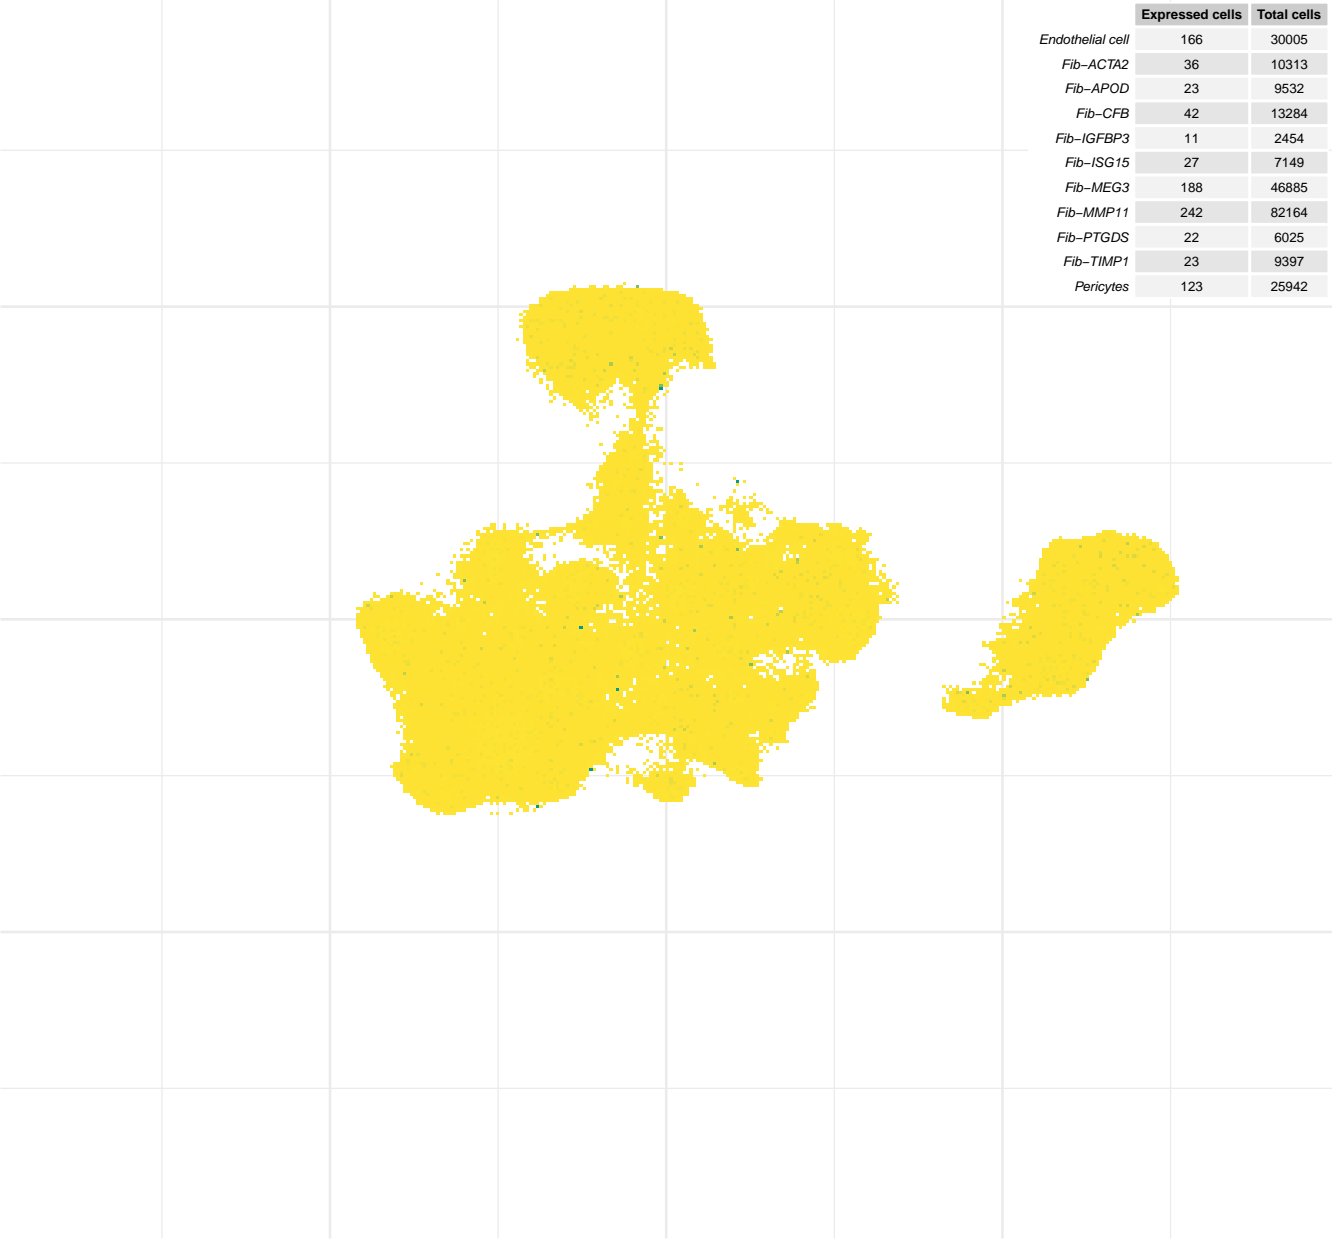 Expressed cells Total cells
Endothelial cell 166 30005
Fib−ACTA2 36 10313
Fib−APOD 23 9532
Fib−CFB 42 13284
Fib−IGFBP3 11 2454
Fib−ISG15 27 7149
Fib−MEG3 188 46885
Fib−MMP11 242 82164
Fib−PTGDS 22 6025
Fib−TIMP1 23 9397
Pericytes 123 25942